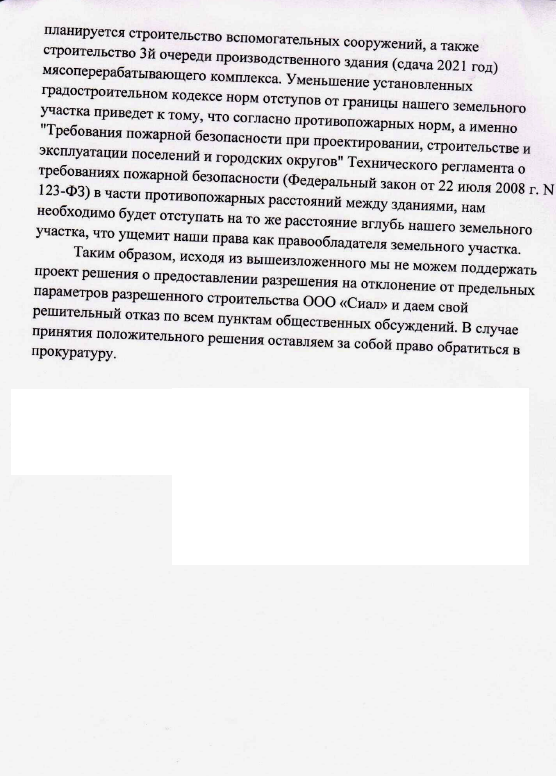 планируется строительство вспомогательных сооружений, а также
строительство 3й очереди производственного здания (сдача 2021 год)
мясоперерабатывающего комплекса. Уменьшение установленных
градостроительном кодексе норм отступов от границы нашего земельного
участка приведет к тому, что согласно противопожарных норм, а именно
"Требования пожарной безопасности при проектировании, строительстве и
эксплуатации поселений и городских округов" Технического регламента о
требованиях пожарной безопасности (Федеральный закон от 22 июля 2008 г. N
123-ФЗ) в части противопожарных расстояний между зданиями, нам
необходимо будет отступать на то же расстояние вглубь нашего земельного
участка, что ущемит наши права как правообладателя земельного участка.
Таким образом, исходя из вышеизложенного мы не можем поддержать
проект решения о предоставлении разрешения на отклонение от предельных
параметров разрешенного строительства ООО «Сиал» и даем свой
решительный отказ по всем пунктам общественных обсуждений. В случае
принятия положительного решения оставляем за собой право обратиться в
прокуратуру.